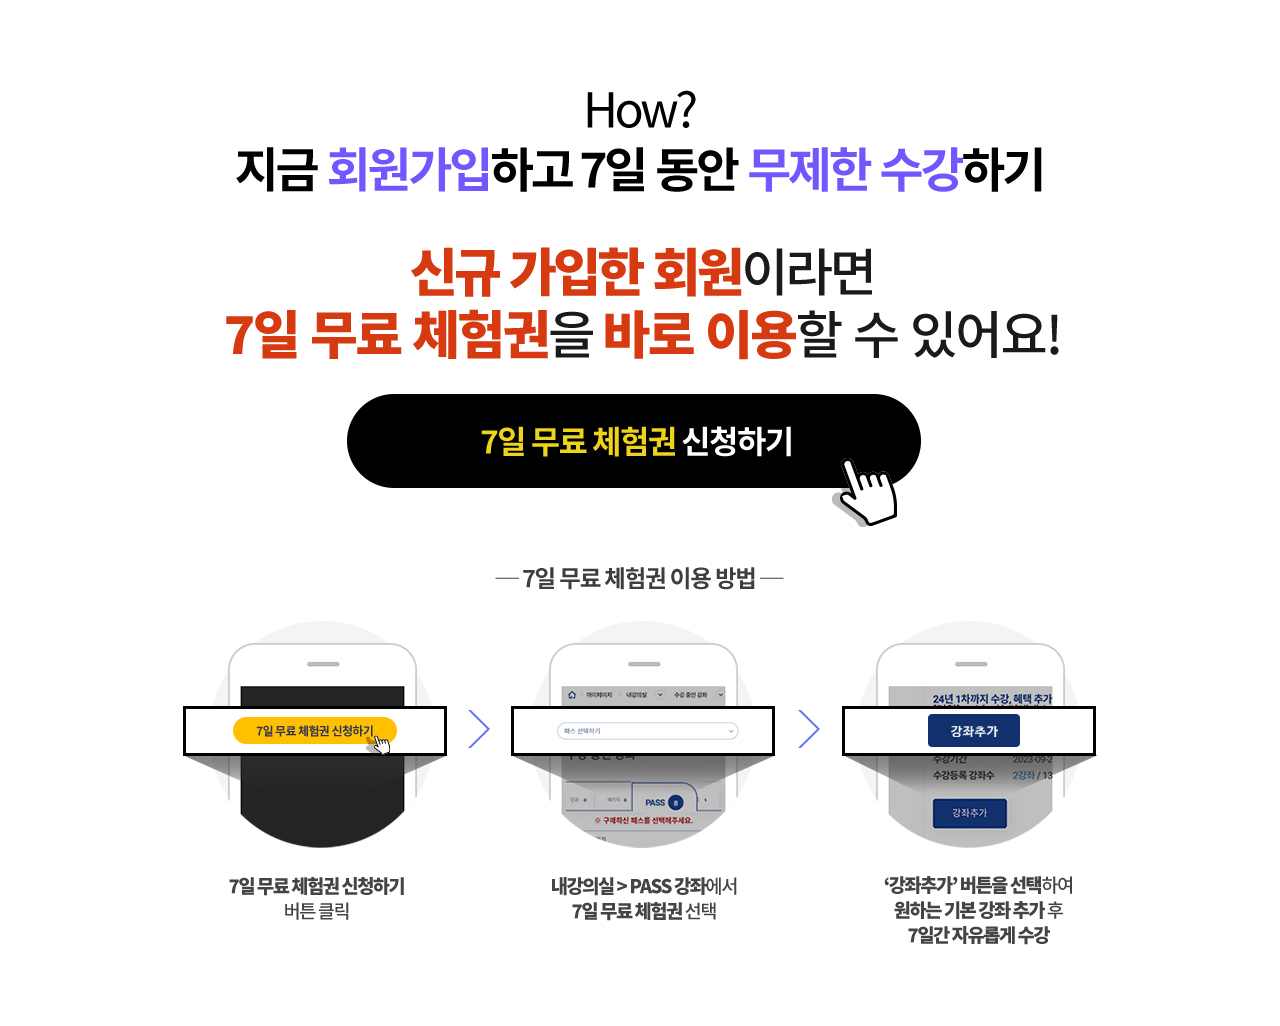 How?
지금 회원가입하고 7일 동안 무제한 수강하기
신규 가입한 회원이라면
7일 무료 체험권을 바로 이용할 수 있어요!
7일 무료 체험권 신청하기
— 7일 무료 체험권 이용 방법 —
7일 무료 체험권 신청하기
마이페이지 내강의실 수강 중인 강좌
패스 선택하기
PASS 8
※ 구매하신 패스를 선택해주세요.
24년 1차까지 수강, 혜택 추가
강좌추가
수강기간 2023-09-2
수강등록 강좌수 2강좌 / 13
강좌추가
7일 무료 체험권 신청하기
버튼 클릭
내강의실 > PASS 강좌에서
7일 무료 체험권 선택
‘강좌추가’ 버튼을 선택하여
원하는 기본 강좌 추가 후
7일간 자유롭게 수강